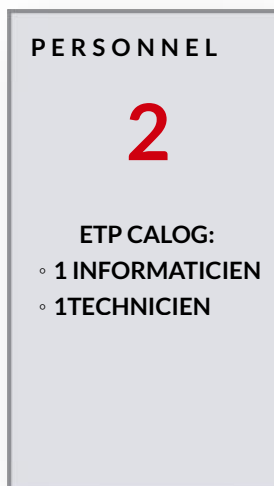 PERSONNEL
2
ETP CALOG:
◦ 1 INFORMATICIEN
◦ 1TECHNICIEN